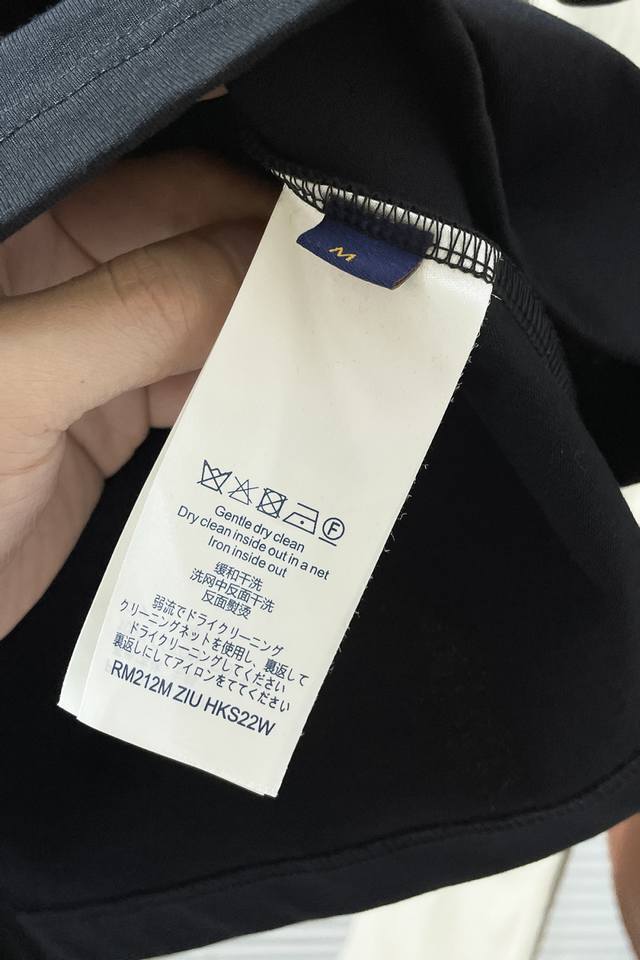 M
F
Gentle dry clean
Dry clean inside out in a net
Iron inside out
缓和干洗
洗网中反面干洗
反面熨烫
弱流でドライクリーニング
クリーニングネットを使用し、裏返して
ドライクリーニングしてください
裏返しにしてアイロンをててください
RM212M ZIU HKS22W